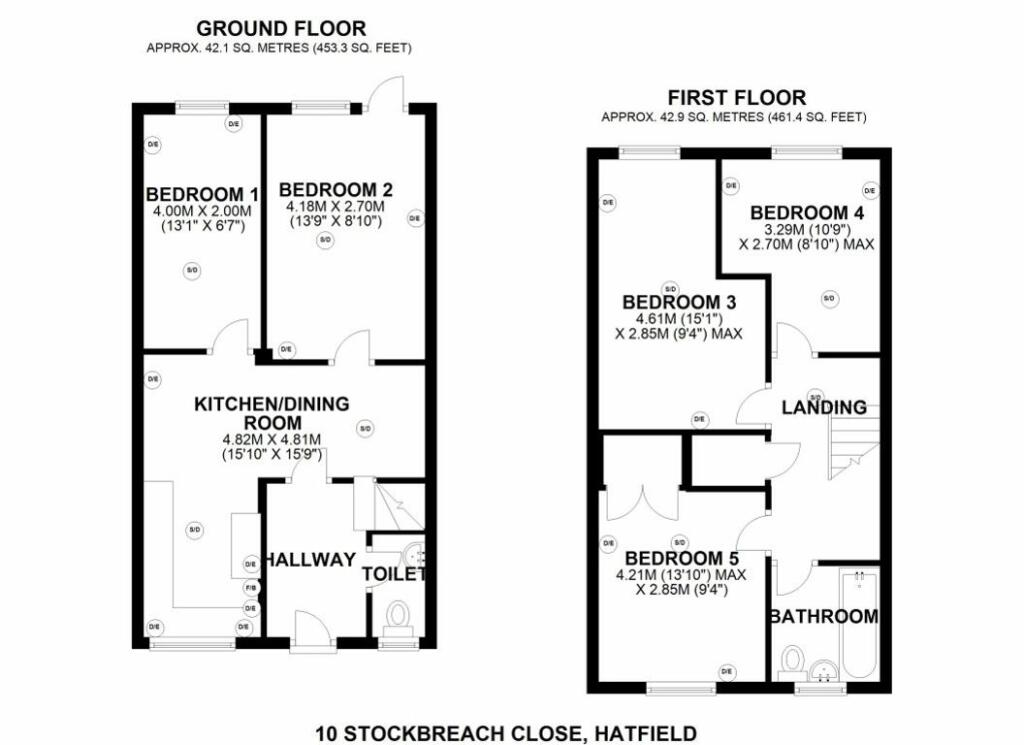 GROUND FLOOR
APPROX. 42.1 SQ. METRES (453.3 SQ. FEET)
D/E
D/E
BEDROOM 1
4.00M X 2.00M
(13'1" X 6'7")
S/D
BEDROOM 2
4.18M X 2.70M
(13'9" X 8'10")
D/E
S/D
D/E
D/E
KITCHEN/DINING
ROOM
4.82M X 4.81M
(15'10" X 15'9")
S/D
S/D
HALLWAY
TOILET
D/E
F/B
D/E
D/E
D/E
FIRST FLOOR
APPROX. 42.9 SQ. METRES (461.4 SQ. FEET)
D/E
S/D
BEDROOM 3
4.61M (15'1")
X 2.85M (9'4") MAX
D/E
D/E
D/E
BEDROOM 4
3.29M (10'9")
X 2.70M (8'10") MAX
S/D
S/D
LANDING
D/E
S/D
BEDROOM 5
4.21M (13'10") MAX
X 2.85M (9'4")
D/E
BATHROOM
10 STOCKBREACH CLOSE, HATFIELD